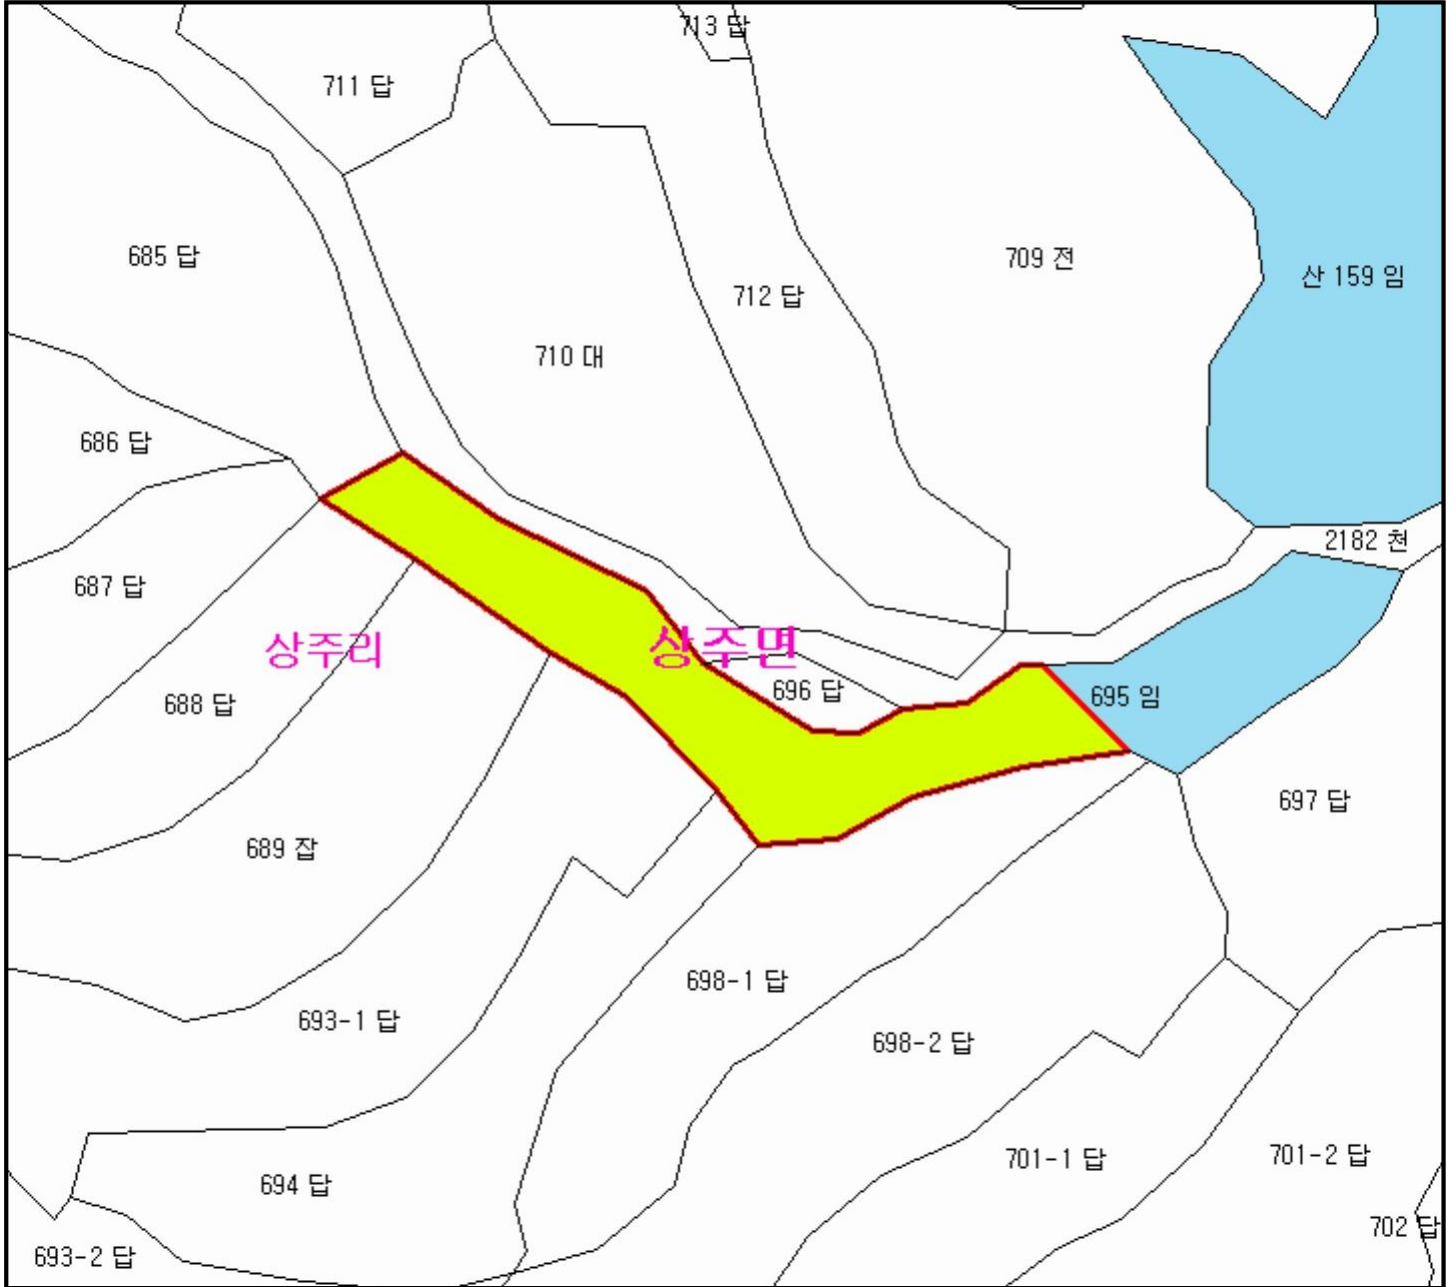 713 답
711 답
685 답
709 전
산 159 임
712 답
710 대
686 답
2182 천
687 답
상주리
상주면
696 답
695 임
688 답
697 답
689 잡
698-1 답
693-1 답
698-2 답
701-1 답
701-2 답
694 답
702 답
693-2 답